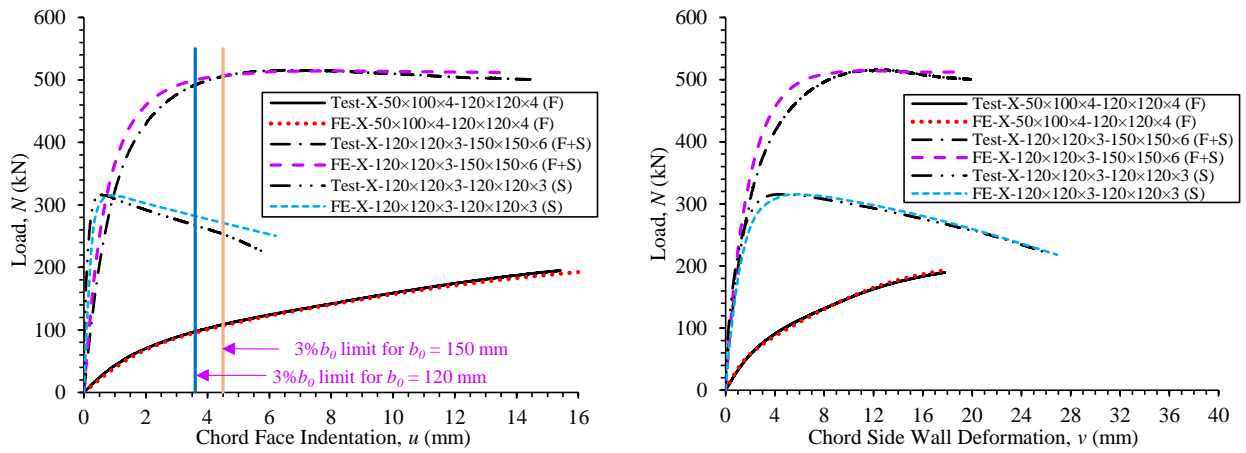 600
500
400
300
200
100
0
Load, N (kN)
Test-X-50×100×4-120×120×4 (F)
FE-X-50×100×4-120×120×4 (F)
Test-X-120×120×3-150×150×6 (F+S)
FE-X-120×120×3-150×150×6 (F+S)
Test-X-120×120×3-120×120×3 (S)
FE-X-120×120×3-120×120×3 (S)
3%b₀ limit for b₀ = 150 mm
3%b₀ limit for b₀ = 120 mm
0 2 4 6 8 10 12 14 16
Chord Face Indentation, u (mm)
600
500
400
300
200
100
0
Load, N (kN)
Test-X-50×100×4-120×120×4 (F)
FE-X-50×100×4-120×120×4 (F)
Test-X-120×120×3-150×150×6 (F+S)
FE-X-120×120×3-150×150×6 (F+S)
Test-X-120×120×3-120×120×3 (S)
FE-X-120×120×3-120×120×3 (S)
0 4 8 12 16 20 24 28 32 36 40
Chord Side Wall Deformation, v (mm)